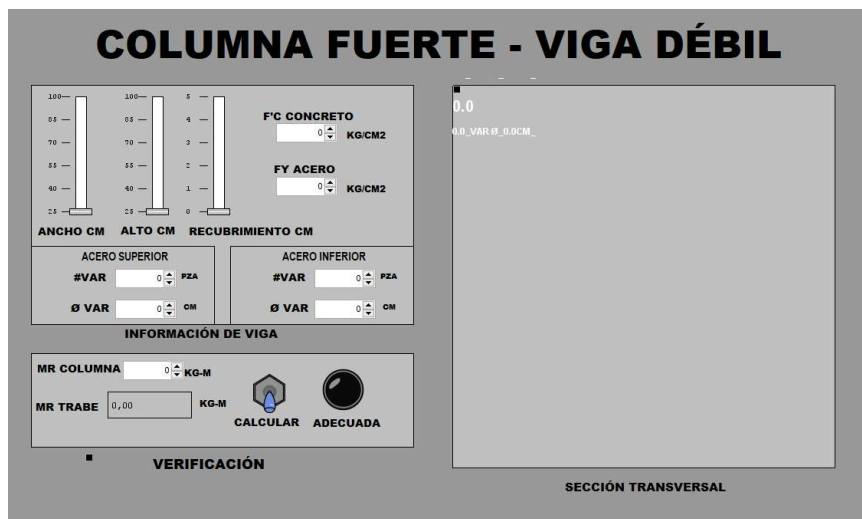 COLUMNA FUERTE - VIGA DÉBIL
100 100 5
85 85 4
70 70 3
55 55 2
40 40 1
25 25 0
ANCHO CM ALTO CM RECUBRIMIENTO CM
F'C CONCRETO
0 KG/CM2
FY ACERO
0 KG/CM2
ACERO SUPERIOR
#VAR 0 PZA
Ø VAR 0 CM
ACERO INFERIOR
#VAR 0 PZA
Ø VAR 0 CM
INFORMACIÓN DE VIGA
MR COLUMNA 0 KG-M
MR TRABE 0,00 KG-M
CALCULAR ADECUADA
VERIFICACIÓN
0.0
0.0_VAR Ø_0.0CM_
SECCIÓN TRANSVERSAL